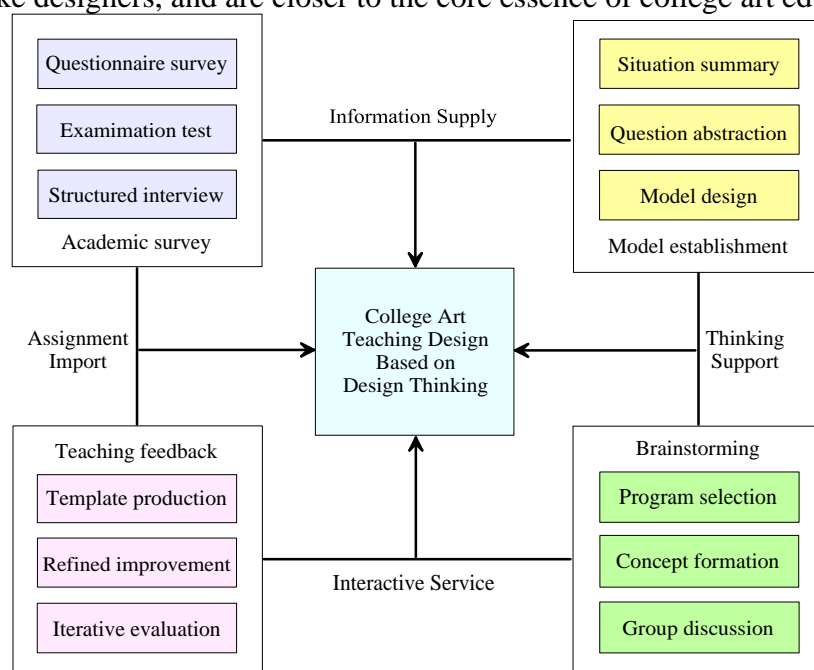 ke designers, and are closer to the core essence of college art ed
Questionnaire survey
Examimation test
Structured interview
Academic survey
Information Supply
Situation summary
Question abstraction
Model design
Model establishment
Assignment
Import
College Art
Teaching Design
Based on
Design Thinking
Thinking
Support
Teaching feedback
Template production
Refined improvement
Iterative evaluation
Interactive Service
Brainstorming
Program selection
Concept formation
Group discussion